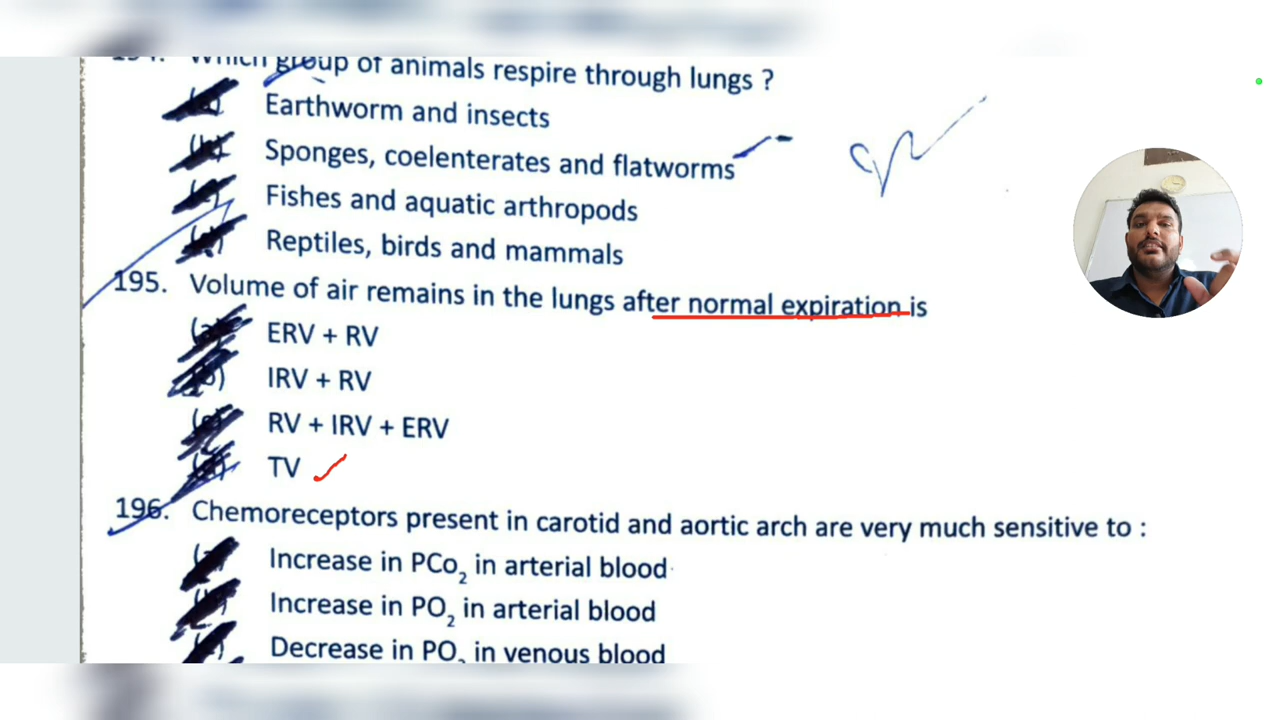 Which group of animals respire through lungs ?
Earthworm and insects
Sponges, coelenterates and flatworms
Fishes and aquatic arthropods
Reptiles, birds and mammals
195. Volume of air remains in the lungs after normal expiration is
ERV + RV
IRV + RV
RV + IRV + ERV
TV
196. Chemoreceptors present in carotid and aortic arch are very much sensitive to :
Increase in PCo₂ in arterial blood
Increase in PO₂ in arterial blood
Decrease in PO₂ in venous blood